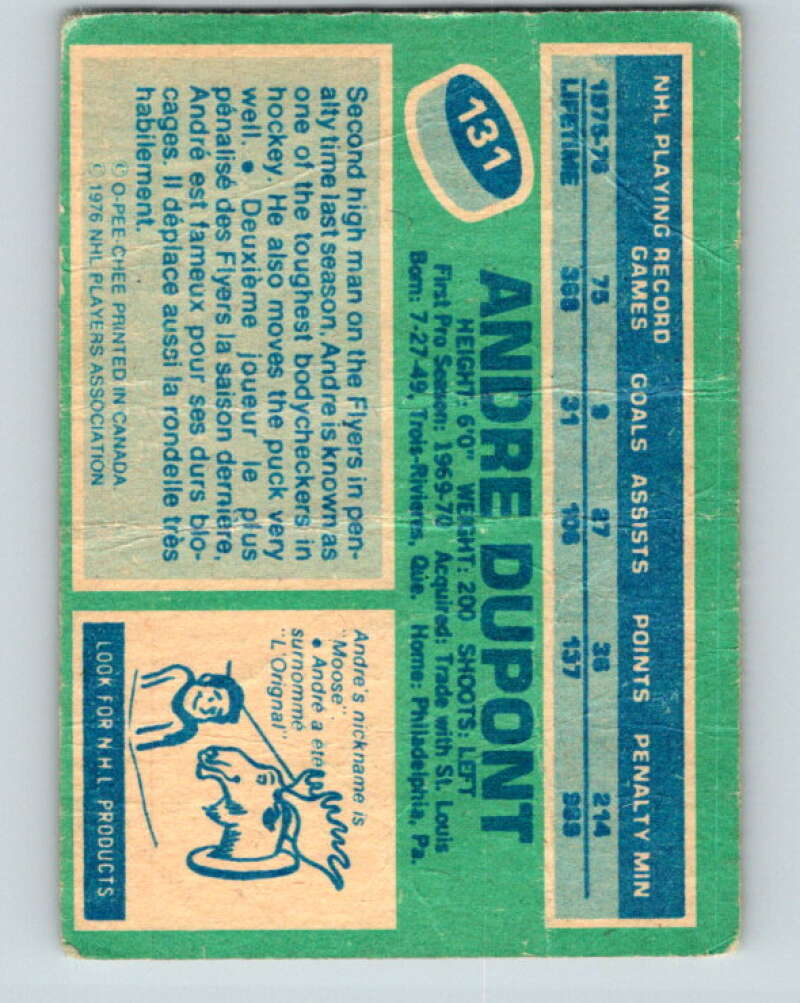 NHL PLAYING RECORD
GAMES GOALS ASSISTS POINTS PENALTY MIN
1975-76 75 9 27 36 214
LIFETIME 368 31 106 137
131
ANDRE DUPONT
HEIGHT: 6'0" WEIGHT: 200 SHOOTS: LEFT
First Pro Season: 1969-70 Acquired: Trade with St. Louis
Born: 7-27-49, Trois-Rivieres, Que. Home: Philadelphia, Pa.
Second high man on the Flyers in pen-
alty time last season, Andre is known as
one of the toughest bodycheckers in
hockey. He also moves the puck very
well. • Deuxième joueur le plus
pénalisé des Flyers la saison dernière,
André est fameux pour ses durs blo-
cages. Il déplace aussi la rondelle très
habilement.
© O-PEE-CHEE PRINTED IN CANADA.
© 1976 NHL PLAYERS ASSOCIATION
Andre's nickname is
"Moose".
• André a été
surnommé
"L'Orignal"
LOOK FOR N.H.L. PRODUCTS